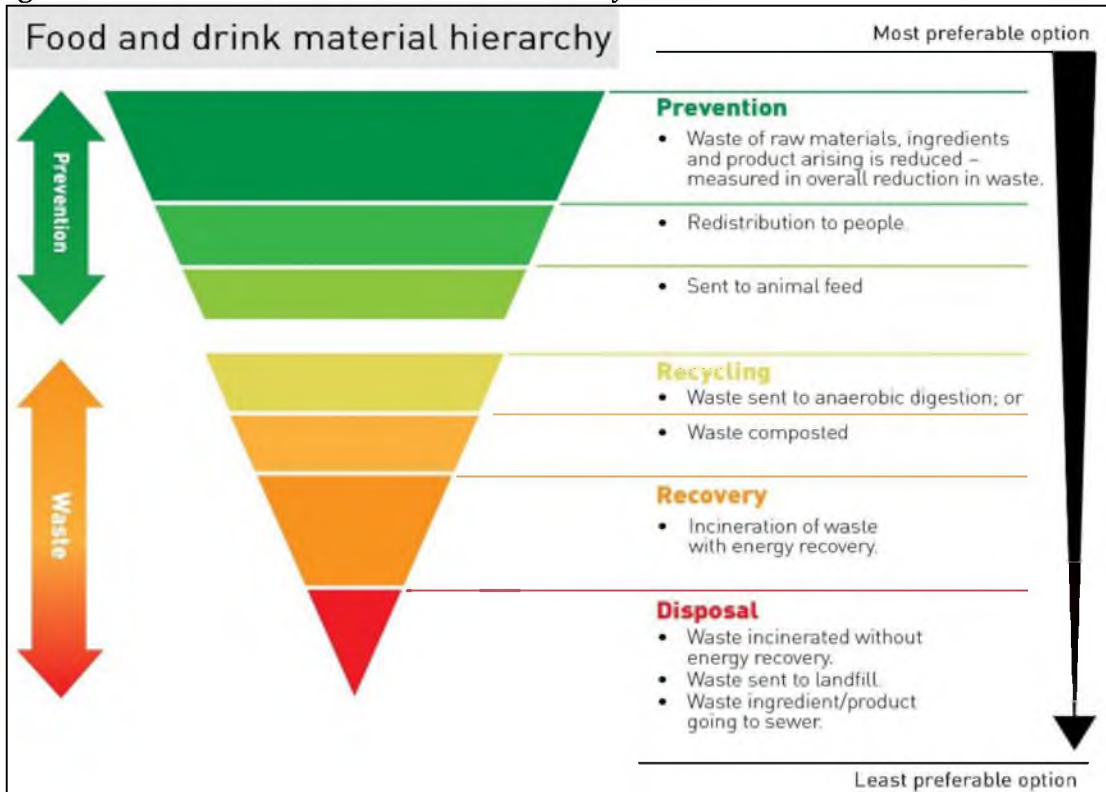 Food and drink material hierarchy
Most preferable option
Prevention
Prevention
• Waste of raw materials, ingredients
and product arising is reduced –
measured in overall reduction in waste.
• Redistribution to people.
• Sent to animal feed
Waste
Recycling
• Waste sent to anaerobic digestion; or
• Waste composted
Recovery
• Incineration of waste
with energy recovery.
Disposal
• Waste incinerated without
energy recovery.
• Waste sent to landfill.
• Waste ingredient/product
going to sewer.
Least preferable option